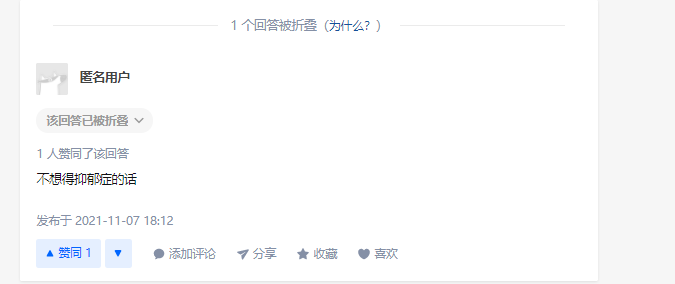 1 个回答被折叠（为什么？）
匿名用户
该回答已被折叠
1 人赞同了该回答
不想得抑郁症的话
发布于 2021-11-07 18:12
赞同 1 添加评论 分享 收藏 喜欢